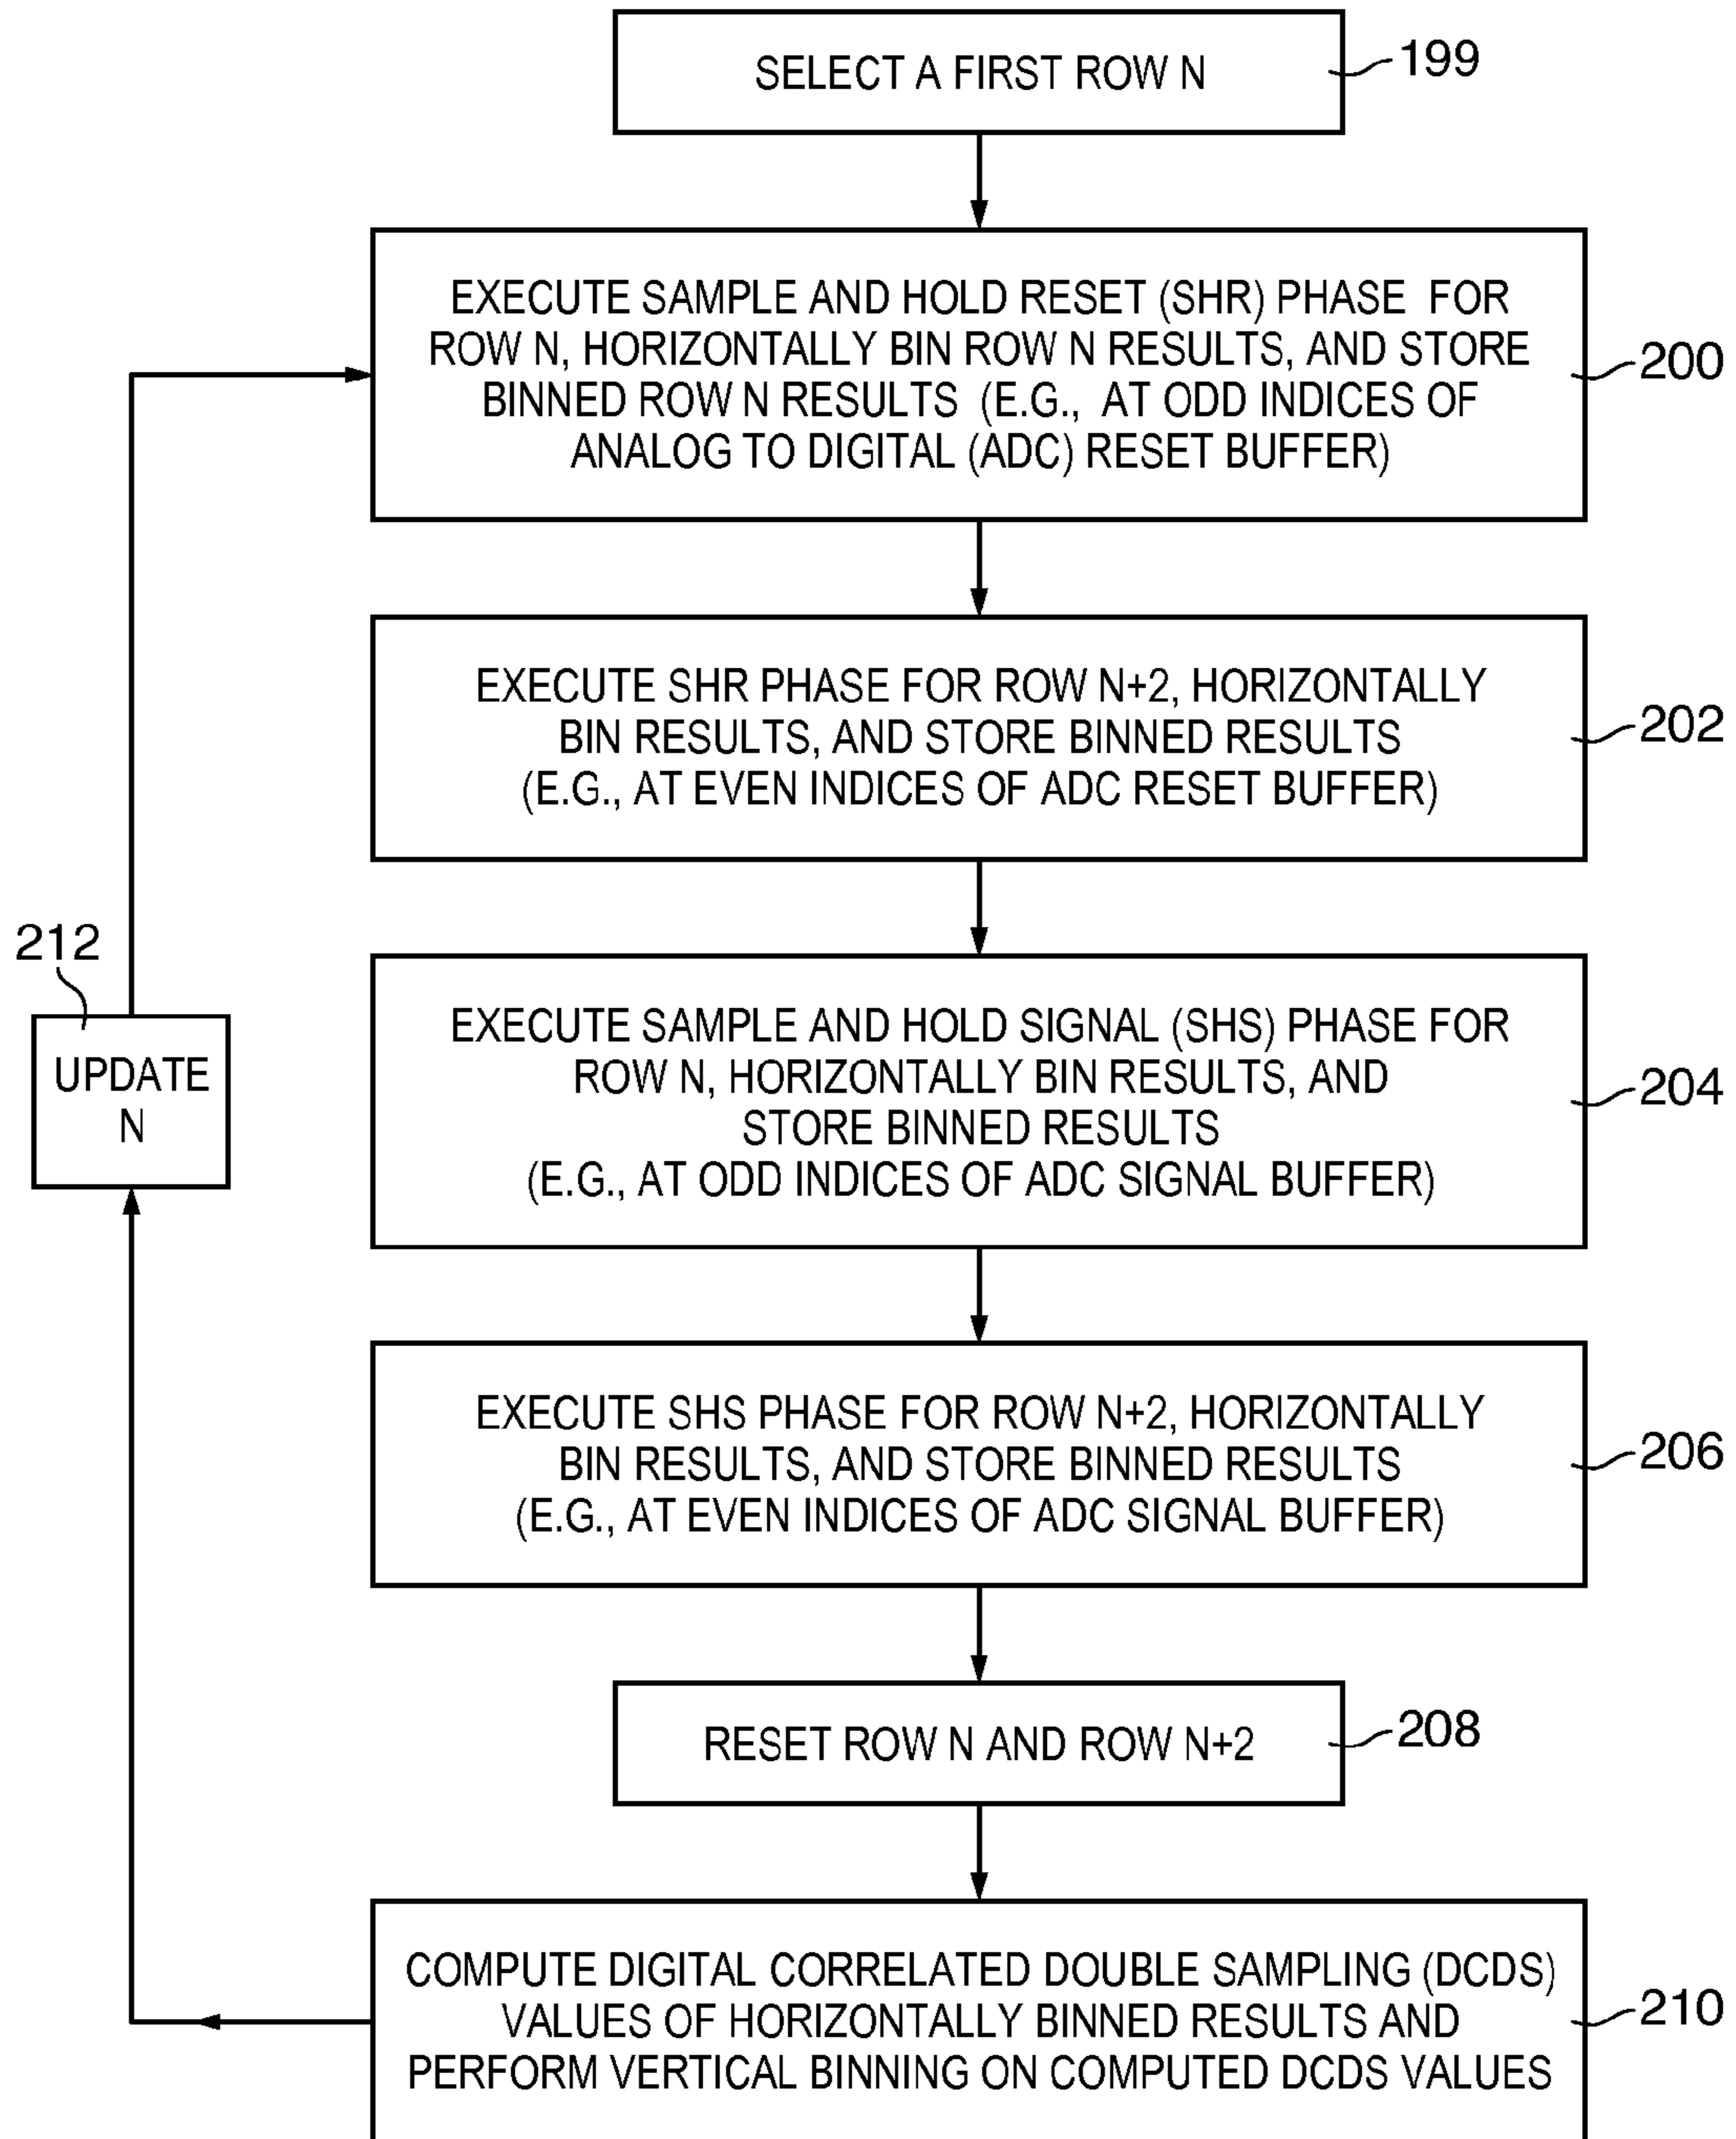 SELECT A FIRST ROW N
199
EXECUTE SAMPLE AND HOLD RESET (SHR) PHASE FOR
ROW N, HORIZONTALLY BIN ROW N RESULTS, AND STORE
BINNED ROW N RESULTS (E.G., AT ODD INDICES OF
ANALOG TO DIGITAL (ADC) RESET BUFFER)
200
EXECUTE SHR PHASE FOR ROW N+2, HORIZONTALLY
BIN RESULTS, AND STORE BINNED RESULTS
(E.G., AT EVEN INDICES OF ADC RESET BUFFER)
202
EXECUTE SAMPLE AND HOLD SIGNAL (SHS) PHASE FOR
ROW N, HORIZONTALLY BIN RESULTS, AND
STORE BINNED RESULTS
(E.G., AT ODD INDICES OF ADC SIGNAL BUFFER)
204
EXECUTE SHS PHASE FOR ROW N+2, HORIZONTALLY
BIN RESULTS, AND STORE BINNED RESULTS
(E.G., AT EVEN INDICES OF ADC SIGNAL BUFFER)
206
RESET ROW N AND ROW N+2
208
COMPUTE DIGITAL CORRELATED DOUBLE SAMPLING (DCDS)
VALUES OF HORIZONTALLY BINNED RESULTS AND
PERFORM VERTICAL BINNING ON COMPUTED DCDS VALUES
210
212
UPDATE
N